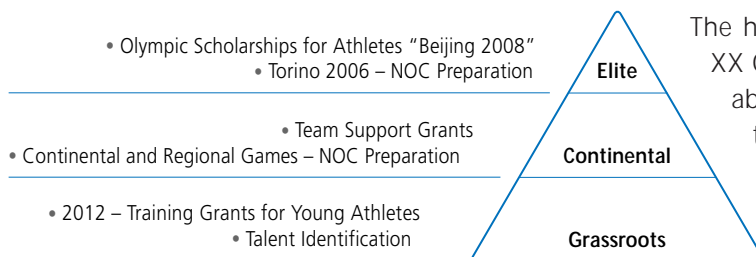 • Olympic Scholarships for Athletes “Beijing 2008”
• Torino 2006 – NOC Preparation
Elite
• Team Support Grants
• Continental and Regional Games – NOC Preparation
Continental
• 2012 – Training Grants for Young Athletes
• Talent Identification
Grassroots
The
XX